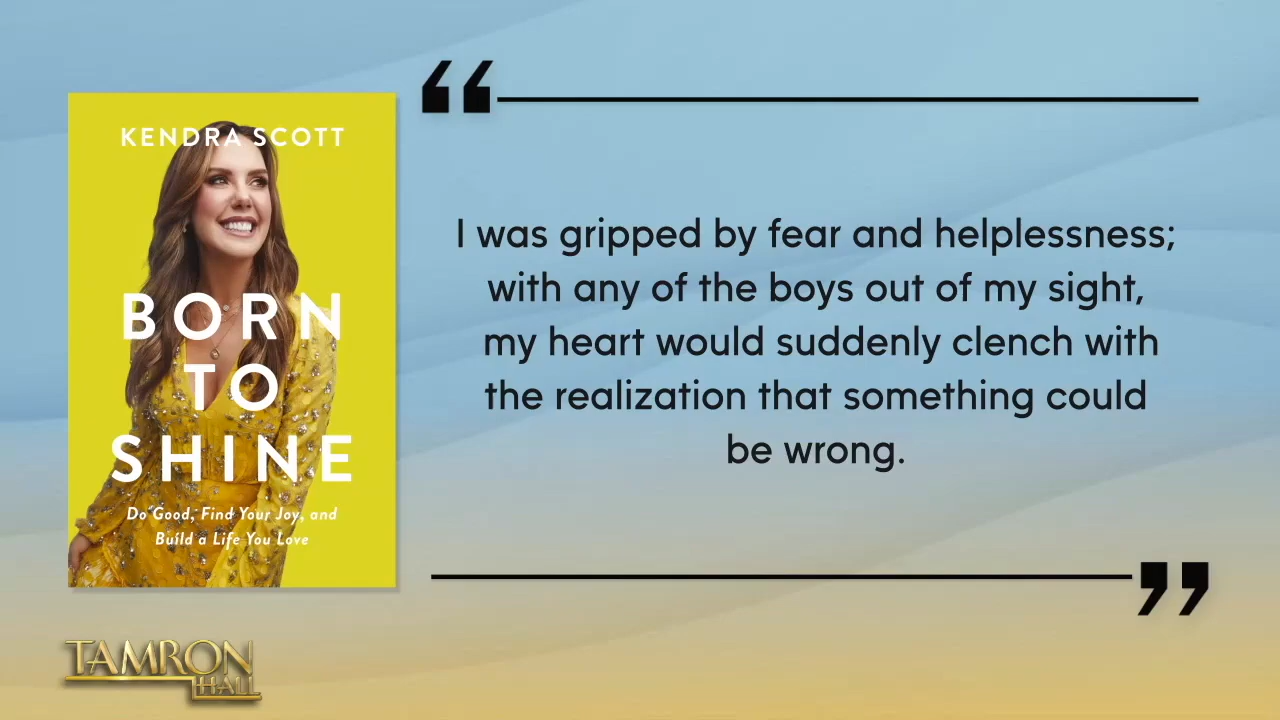 KENDRA SCOTT
BORN
TO
SHINE
Do Good, Find Your Joy, and
Build a Life You Love
“
I was gripped by fear and helplessness;
with any of the boys out of my sight,
my heart would suddenly clench with
the realization that something could
be wrong.
”
TAMRON
HALL